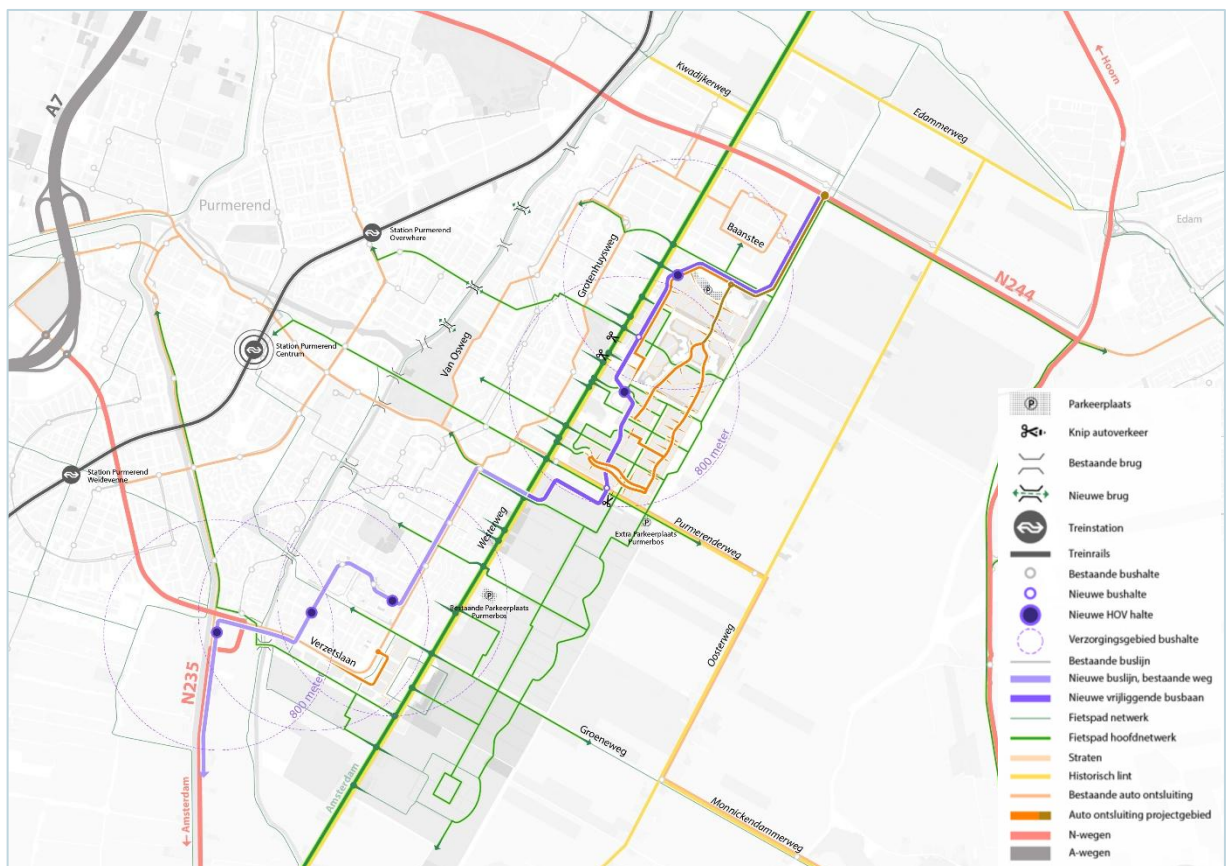 A7
Purmerend
Station Purmerend
Overwhere
Station Purmerend
Centrum
Station Purmerend
Weidevenne
Kwadijkerweg
Edammerweg
Hoorn
Edam
N244
Baanstee
Grotenhuysweg
Van Osweg
P
800 meter
Westerweg
Purmerenderweg
P
Extra Parkeerplaats
Purmerbos
P
Bestaande Parkeerplaats
Purmerbos
Verzetslaan
N235
800 meter
Oosterweg
Groeneweg
Monnickendammerweg
Amsterdam
Amsterdam
P
Parkeerplaats
Knip autoverkeer
Bestaande brug
Nieuwe brug
Treinstation
Treinrails
Bestaande bushalte
Nieuwe bushalte
Nieuwe HOV halte
Verzorgingsgebied bushalte
Bestaande buslijn
Nieuwe buslijn, bestaande weg
Nieuwe vrijliggende busbaan
Fietspad netwerk
Fietspad hoofdnetwerk
Straten
Historisch lint
Bestaande auto ontsluiting
Auto ontsluiting projectgebied
N-wegen
A-wegen